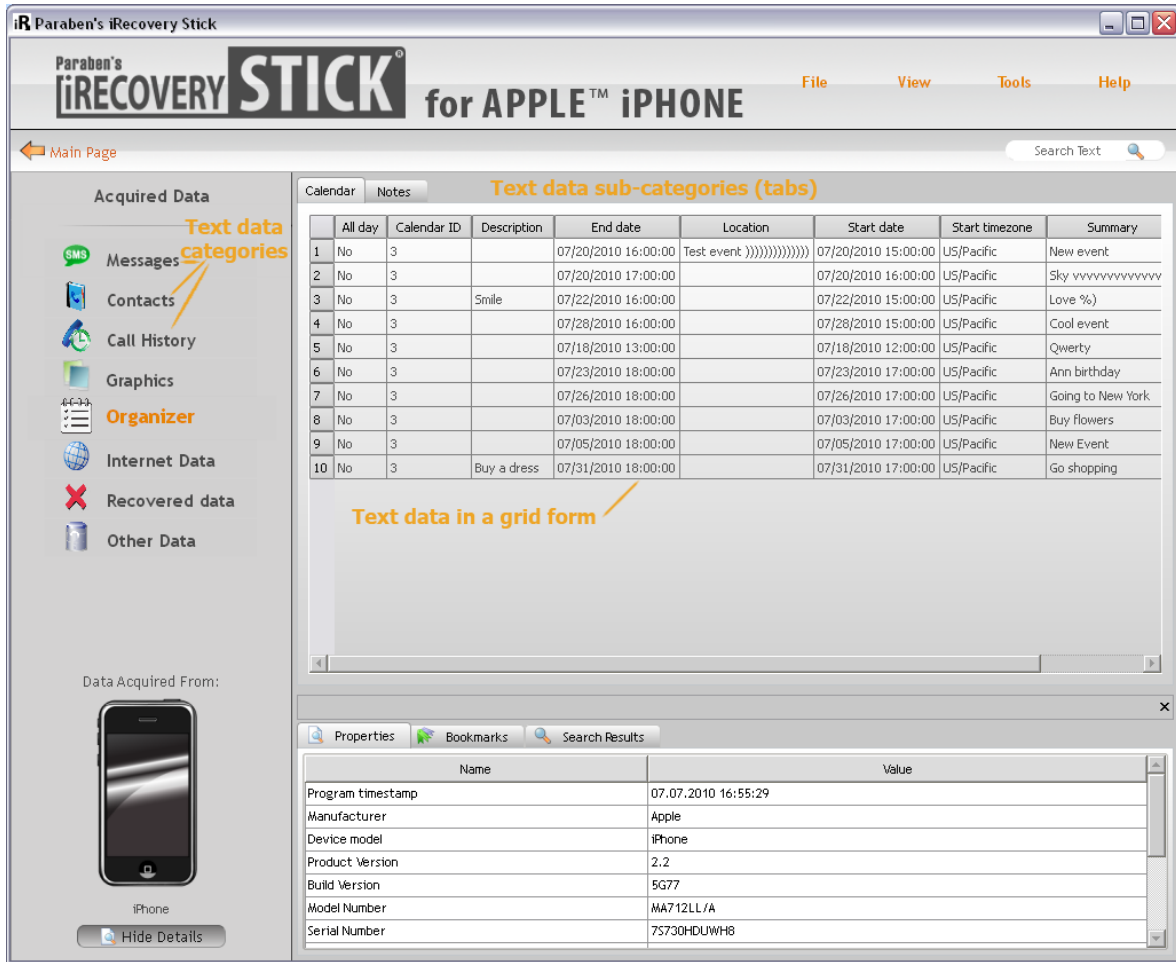 iR Paraben's iRecovery Stick
Paraben's
iRECOVERY STICK® for APPLE™ iPHONE
File View Tools Help
Main Page
Search Text
Acquired Data
Text data categories
SMS Messages
Contacts
Call History
Graphics
Organizer
Internet Data
Recovered data
Other Data
Data Acquired From:
iPhone
Hide Details
Calendar Notes
Text data sub-categories (tabs)
All day Calendar ID Description End date Location Start date Start timezone Summary
1 No 3 07/20/2010 16:00:00 Test event )))))))))))))) 07/20/2010 15:00:00 US/Pacific New event
2 No 3 07/20/2010 17:00:00 07/20/2010 16:00:00 US/Pacific Sky vvvvvvvvvvvvv
3 No 3 Smile 07/22/2010 16:00:00 07/22/2010 15:00:00 US/Pacific Love %)
4 No 3 07/28/2010 16:00:00 07/28/2010 15:00:00 US/Pacific Cool event
5 No 3 07/18/2010 13:00:00 07/18/2010 12:00:00 US/Pacific Qwerty
6 No 3 07/23/2010 18:00:00 07/23/2010 17:00:00 US/Pacific Ann birthday
7 No 3 07/26/2010 18:00:00 07/26/2010 17:00:00 US/Pacific Going to New York
8 No 3 07/03/2010 18:00:00 07/03/2010 17:00:00 US/Pacific Buy flowers
9 No 3 07/05/2010 18:00:00 07/05/2010 17:00:00 US/Pacific New Event
10 No 3 Buy a dress 07/31/2010 18:00:00 07/31/2010 17:00:00 US/Pacific Go shopping
Text data in a grid form
Properties Bookmarks Search Results
Name Value
Program timestamp 07.07.2010 16:55:29
Manufacturer Apple
Device model iPhone
Product Version 2.2
Build Version 5G77
Model Number MA712LL/A
Serial Number 7S730HDUWH8